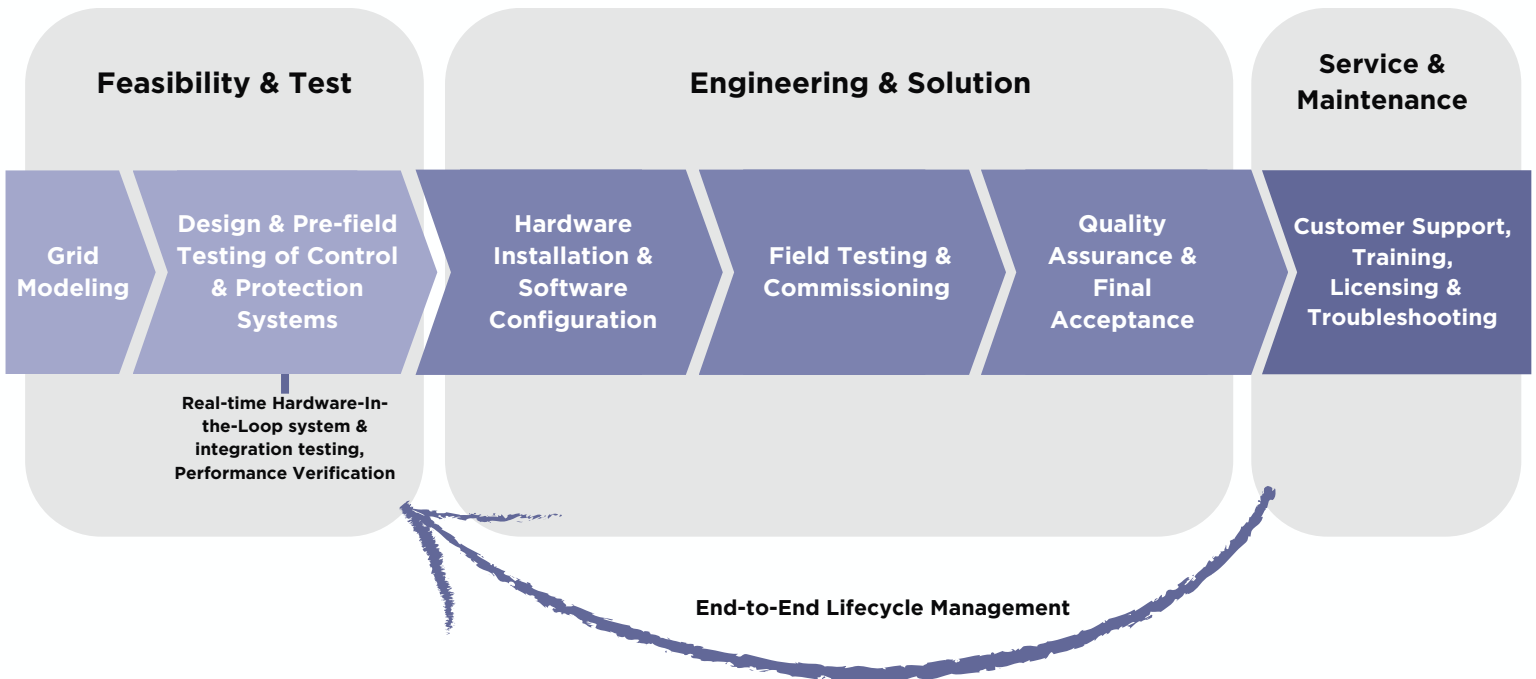 Feasibility & Test
Engineering & Solution
Service &
Maintenance
Grid
Modeling
Design & Pre-field
Testing of Control
& Protection
Systems
Hardware
Installation &
Software
Configuration
Field Testing &
Commissioning
Quality
Assurance &
Final
Acceptance
Customer Support,
Training,
Licensing &
Troubleshooting
Real-time Hardware-In-
the-Loop system &
integration testing,
Performance Verification
End-to-End Lifecycle Management